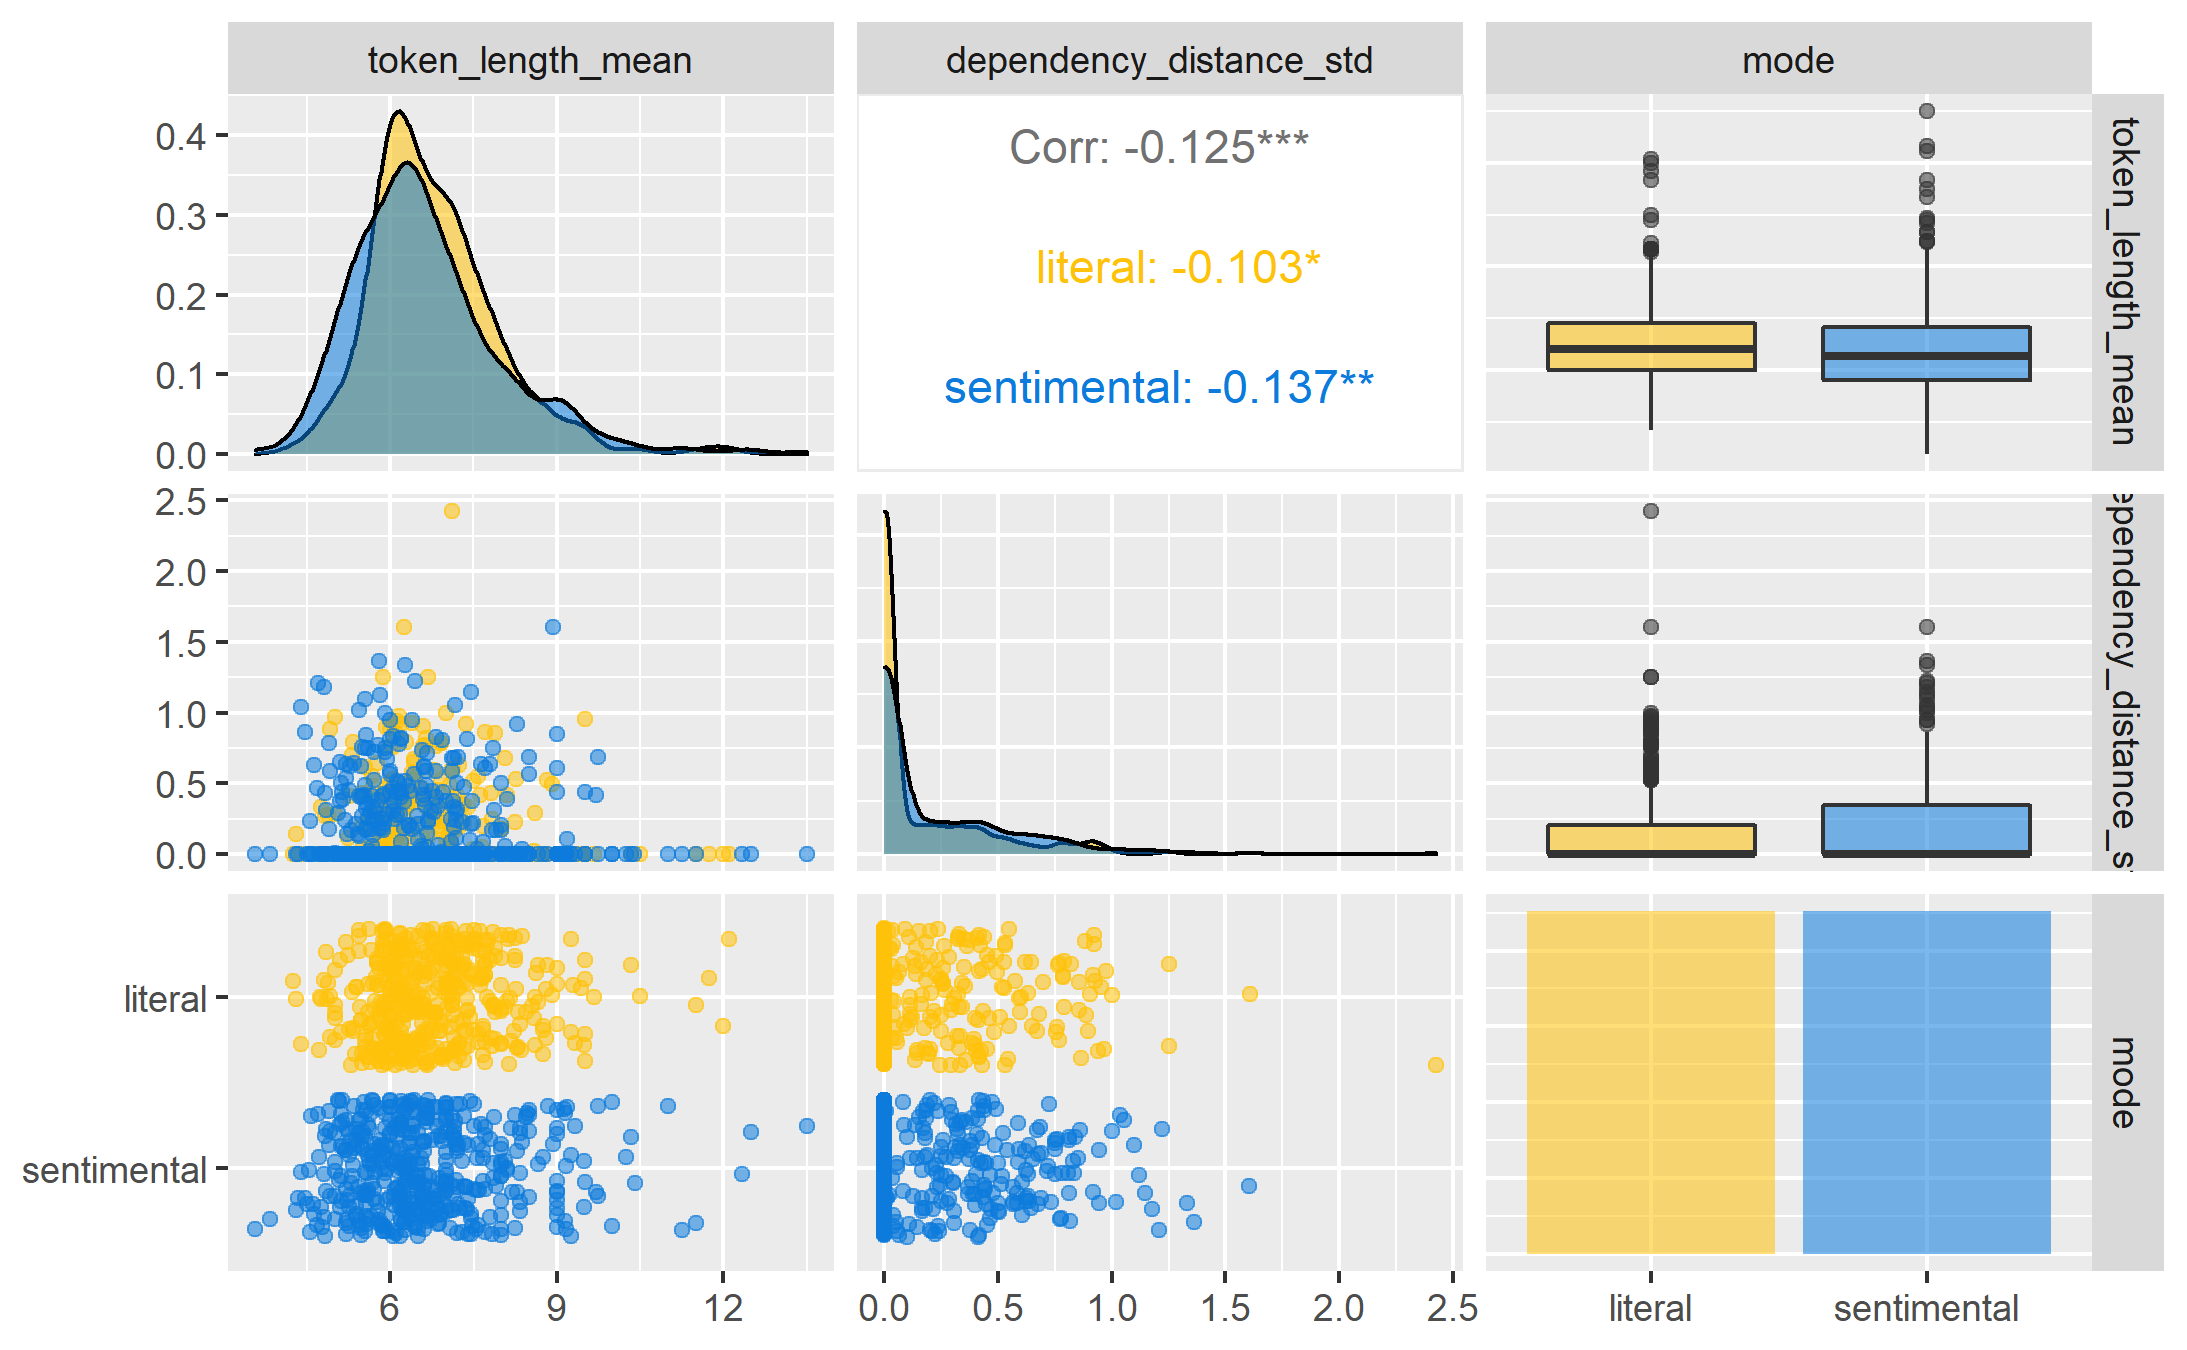 token_length_mean
dependency_distance_std
mode
0.4
0.3
0.2
0.1
0.0
Corr: -0.125***
literal: -0.103*
sentimental: -0.137**
token_length_mean
2.5
2.0
1.5
1.0
0.5
0.0
ependency_distance_s
literal
sentimental
mode
6
9
12
0.0
0.5
1.0
1.5
2.0
2.5
literal
sentimental